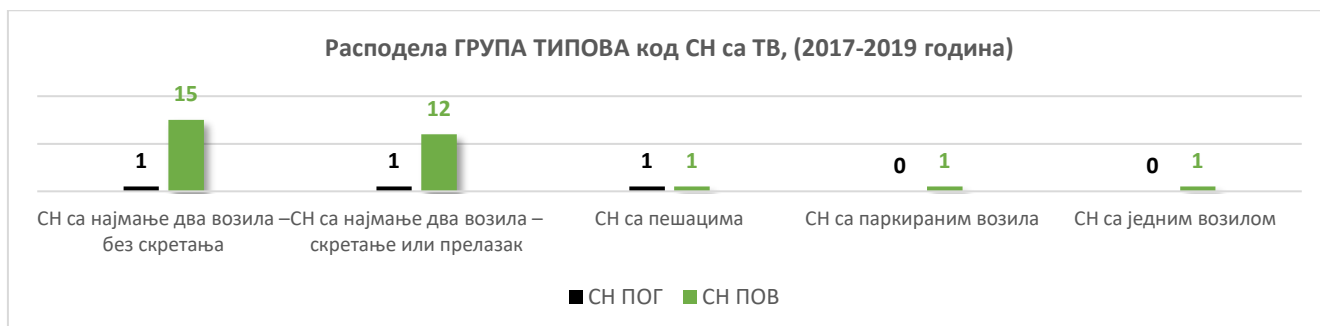 Расподела ГРУПА ТИПОВА код СН са ТВ, (2017-2019 година)
15
12
1
1
1
1
0
1
0
1
СН са најмање два возила –
без скретања
СН са најмање два возила –
скретање или прелазак
СН са пешацима
СН са паркираним возила
СН са једним возилом
СН ПОГ
СН ПОВ